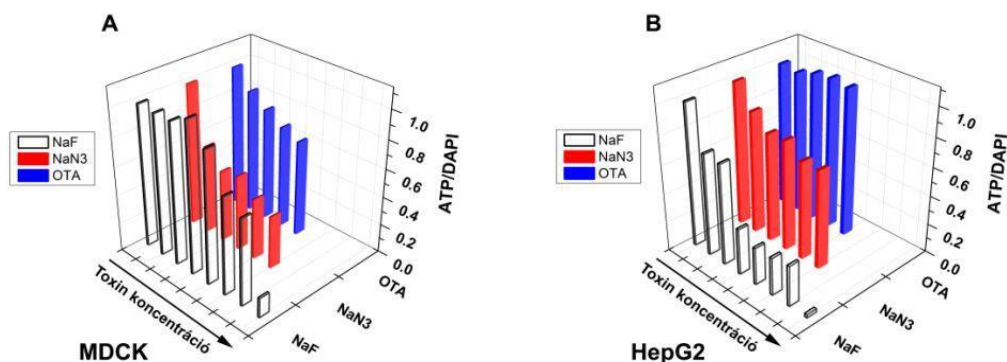 A
NaF
NaN3
OTA
1.0
0.8
0.6
0.4
0.2
0.0
ATP/DAPI
OTA
NaN3
NaF
Toxin koncentráció
MDCK
B
NaF
NaN3
OTA
1.0
0.8
0.6
0.4
0.2
0.0
ATP/DAPI
OTA
NaN3
NaF
Toxin koncentráció
HepG2